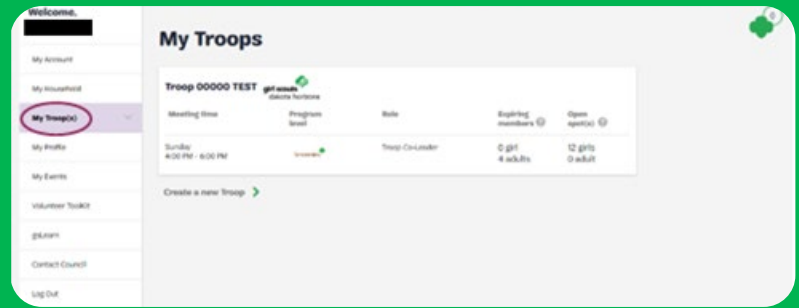 Welcome,
My Account
My Household
My Troop(s)
My Profile
My Events
Volunteer Toolkit
gsLearn
Contact Council
Log Out
0
My Troops
Troop 00000 TEST
girl scouts
dakota horizons
Meeting time Program level Role Expiring members Open spot(s)
Sunday
4:00 PM - 6:00 PM
Troop Co-Leader
0 girl
4 adults
12 girls
0 adult
Create a new Troop